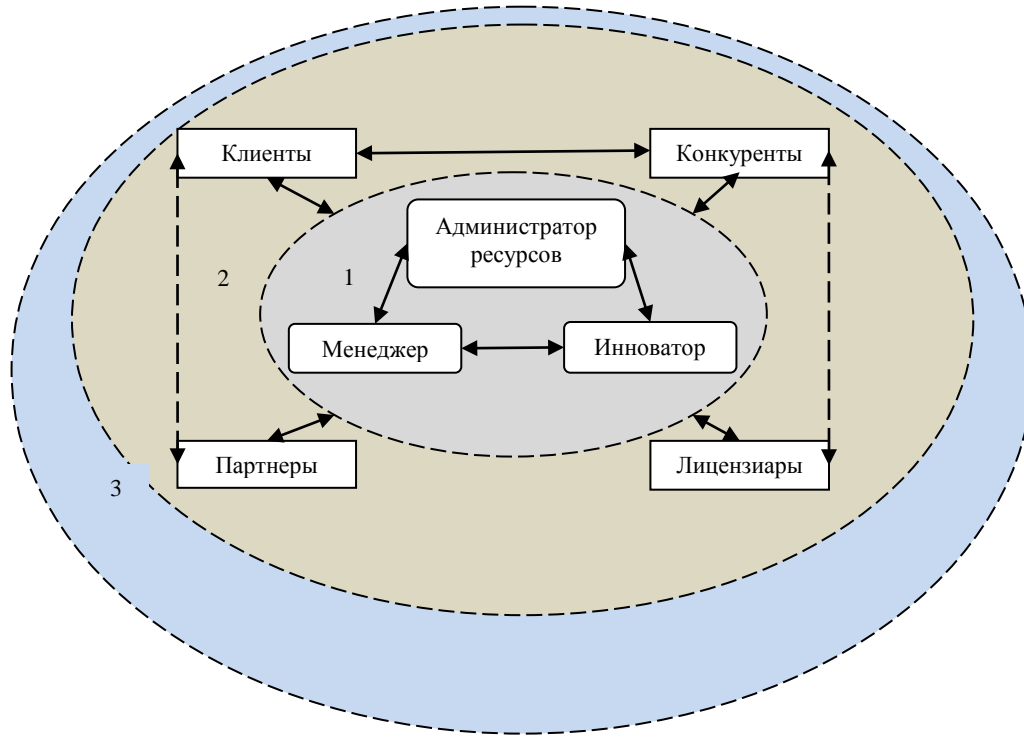 Клиенты
Конкуренты
Администратор
ресурсов
2
1
Менеджер
Инноватор
Партнеры
Лицензиары
3